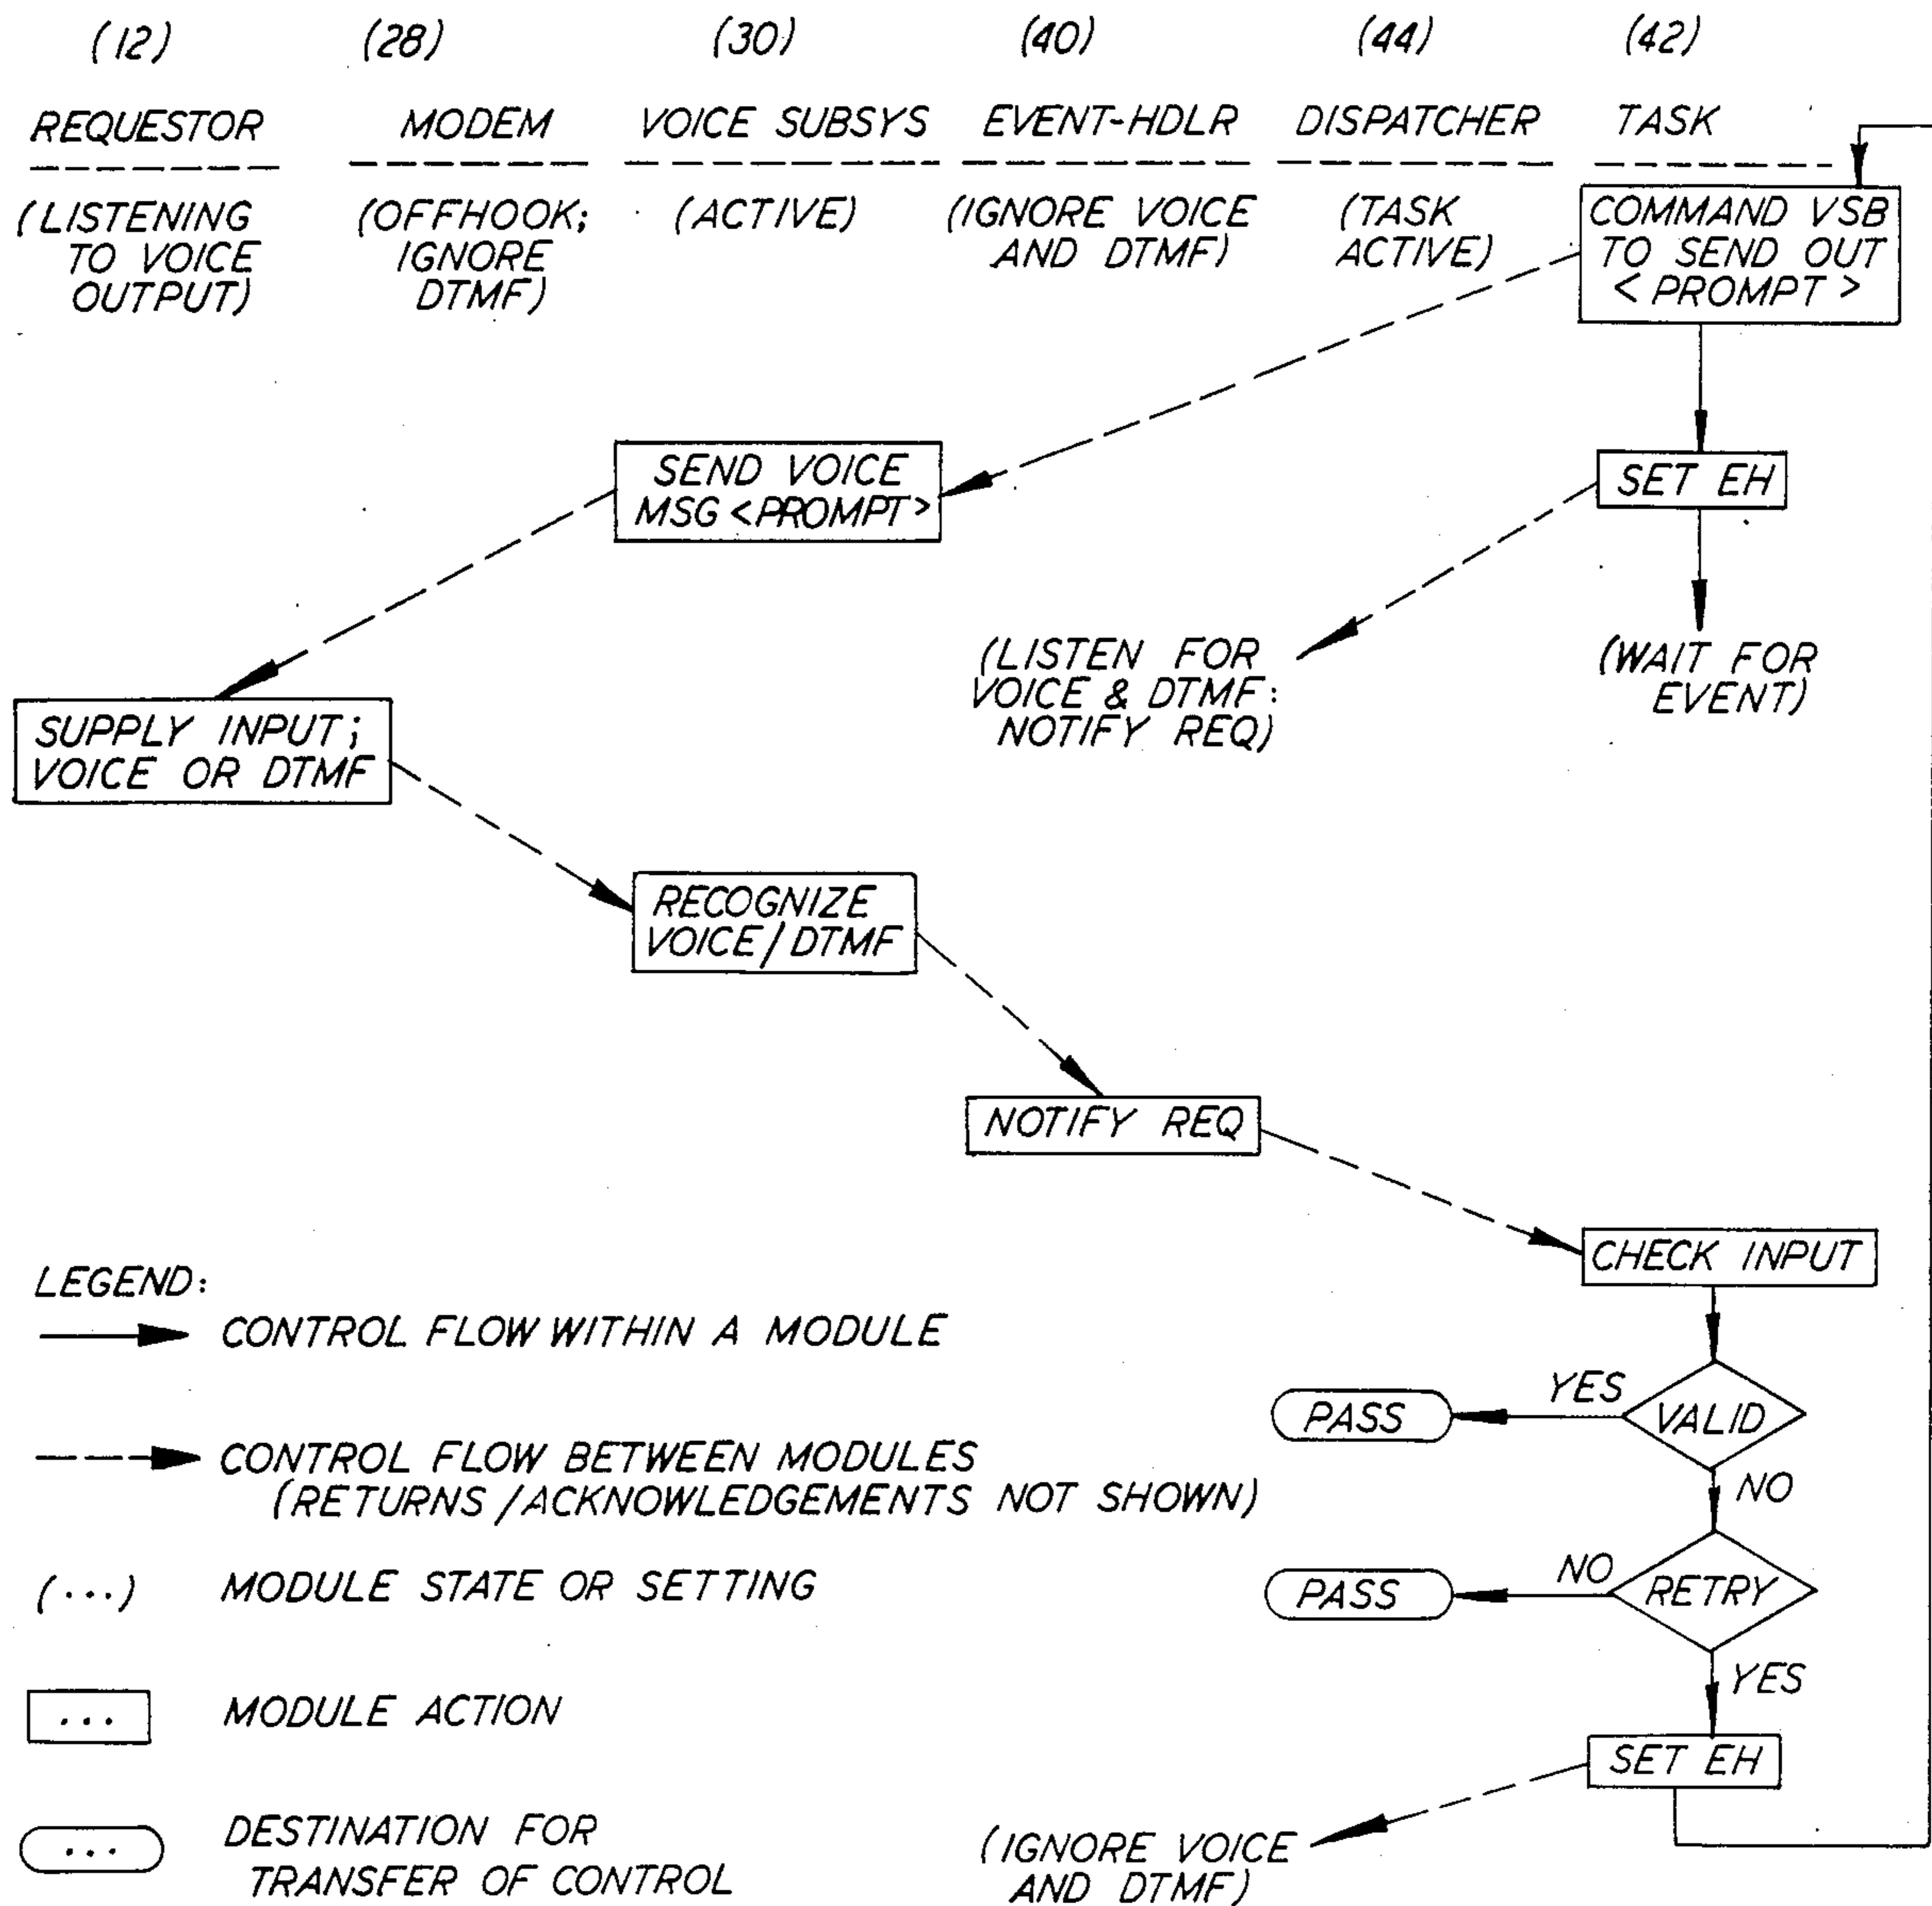 (12) (28) (30) (40) (44) (42)
REQUESTOR MODEM VOICE SUBSYS EVENT-HDLR DISPATCHER TASK
(LISTENING
TO VOICE
OUTPUT)
(OFFHOOK;
IGNORE
DTMF)
(ACTIVE)
(IGNORE VOICE
AND DTMF)
(TASK
ACTIVE)
COMMAND VSB
TO SEND OUT
< PROMPT >
SEND VOICE
MSG <PROMPT>
SET EH
(LISTEN FOR
VOICE & DTMF:
NOTIFY REQ)
(WAIT FOR
EVENT)
SUPPLY INPUT;
VOICE OR DTMF
RECOGNIZE
VOICE/DTMF
NOTIFY REQ
CHECK INPUT
VALID
YES
PASS
NO
RETRY
NO
PASS
YES
SET EH
(IGNORE VOICE
AND DTMF)
LEGEND:
CONTROL FLOW WITHIN A MODULE
CONTROL FLOW BETWEEN MODULES
(RETURNS/ACKNOWLEDGEMENTS NOT SHOWN)
(...) MODULE STATE OR SETTING
... MODULE ACTION
... DESTINATION FOR
TRANSFER OF CONTROL